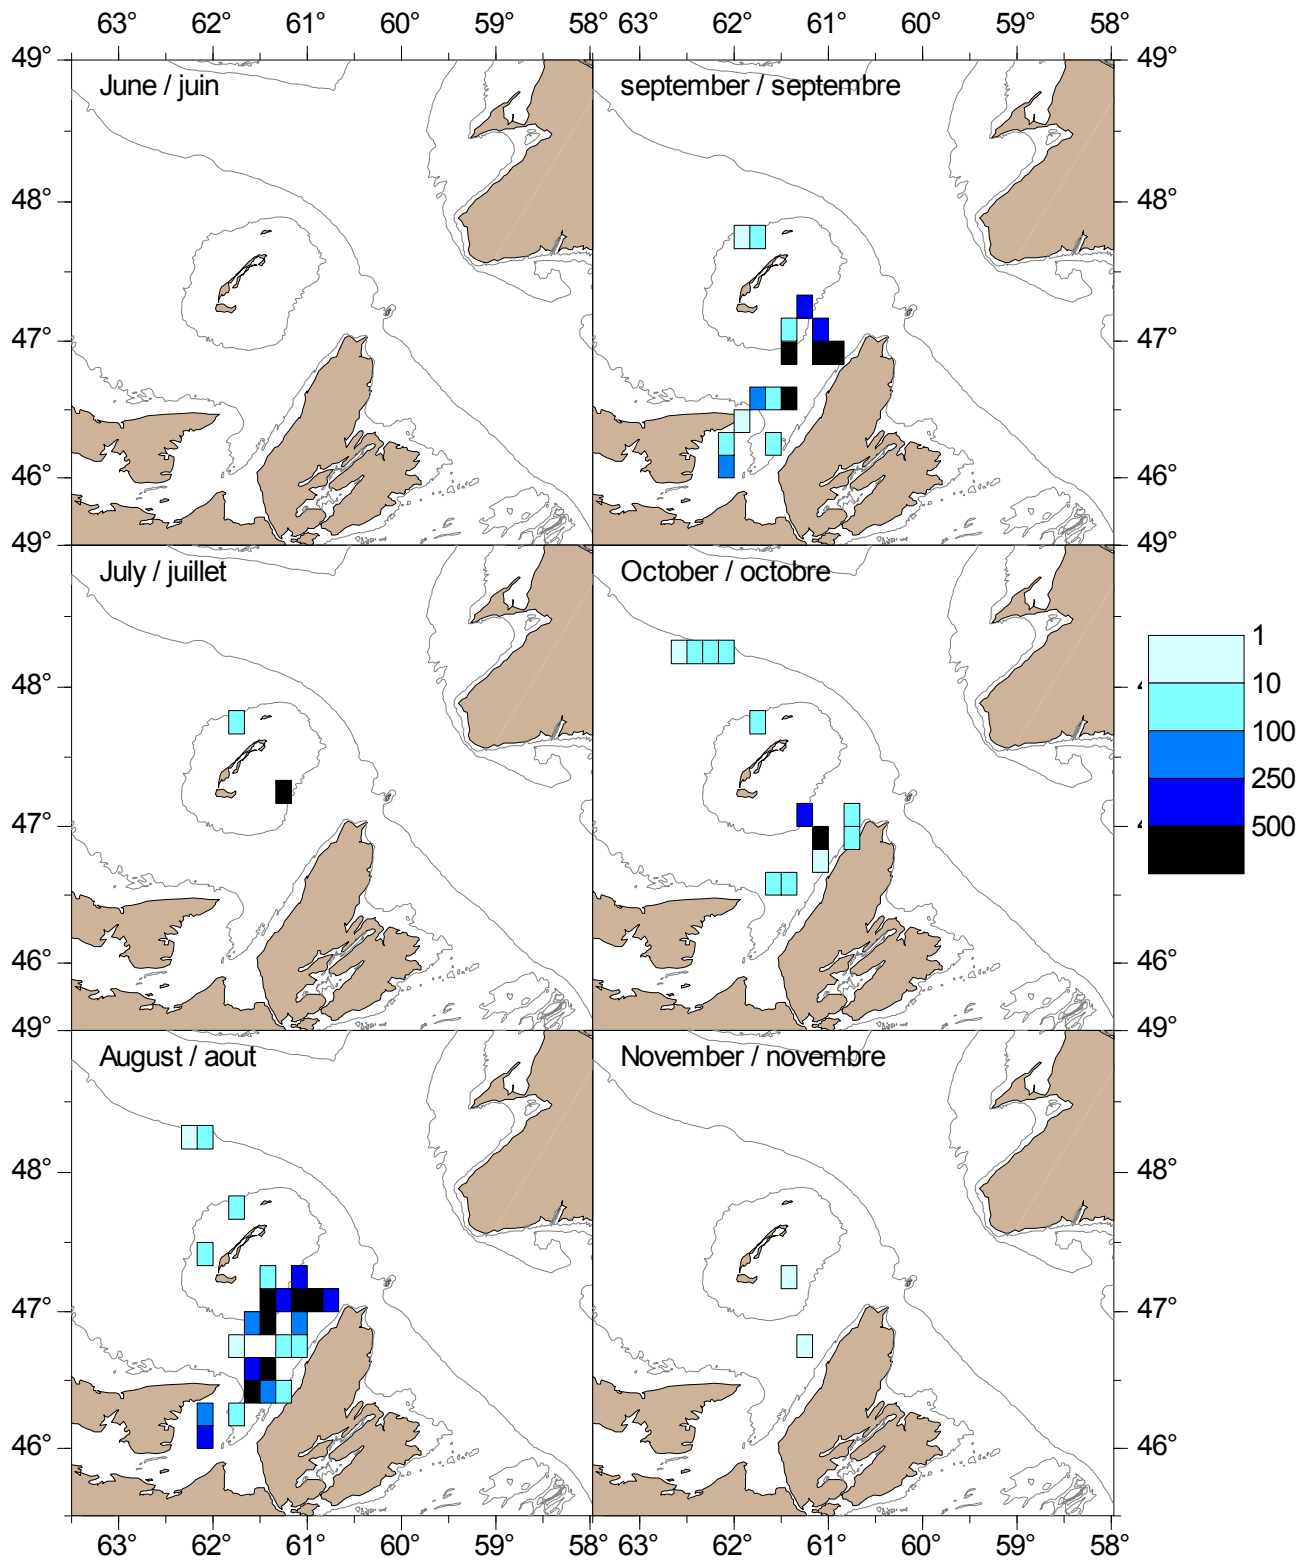 63° 62° 61° 60° 59° 58° 63° 62° 61° 60° 59° 58°
49° June / juin september / septembre 49°
48° 48°
47° 47°
46° 46°
49° July / juillet October / octobre 49°
1
48° 10
100
250
47° 500
46° 46°
49° August / aout November / novembre 49°
48° 48°
47° 47°
46° 46°
63° 62° 61° 60° 59° 58° 63° 62° 61° 60° 59° 58°